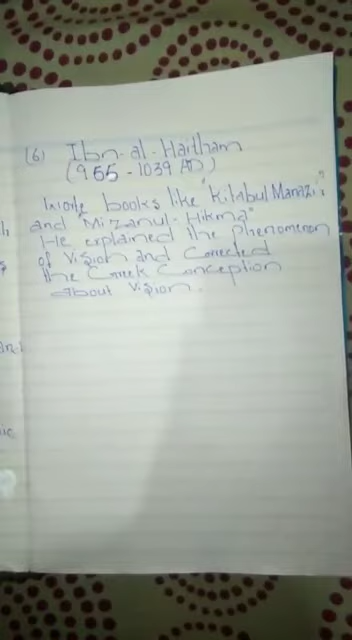 (6) Ibn-al-Haitham
(965 - 1039 AD)
Wrote books like "Kitabul Manazir"
and Mizanul-Hikma"
He explained the Phenomenon
of Vision and Corrected
the Greek Conception
about vision.